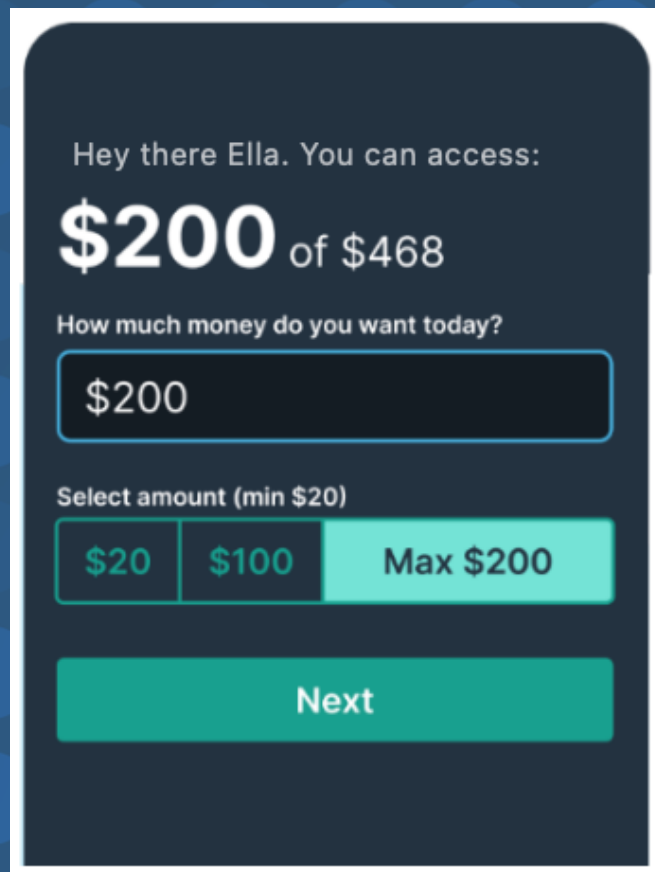 Hey there Ella. You can access:
$200 of $468
How much money do you want today?
$200
Select amount (min $20)
$20 $100 Max $200
Next